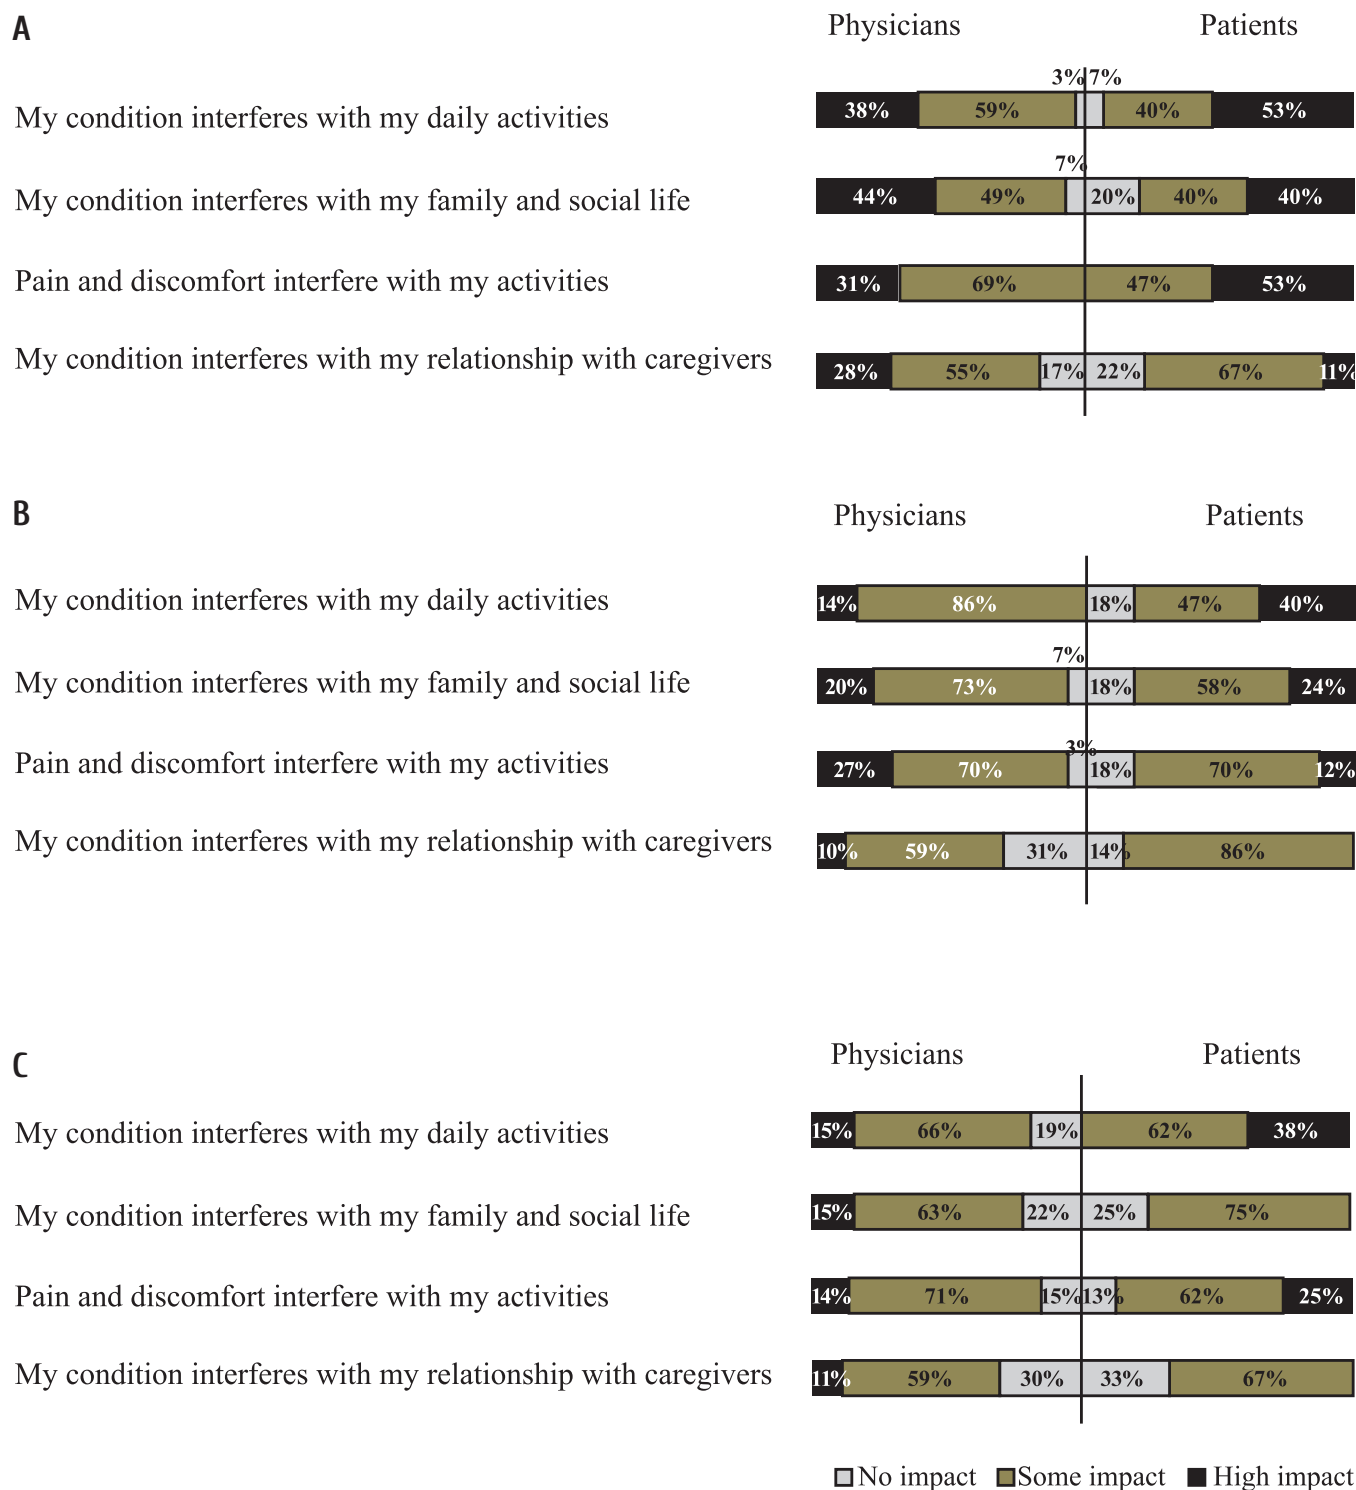 A
Physicians Patients
3% 7%
My condition interferes with my daily activities 38% 59% 40% 53%
7%
My condition interferes with my family and social life 44% 49% 20% 40% 40%
Pain and discomfort interfere with my activities 31% 69% 47% 53%
My condition interferes with my relationship with caregivers 28% 55% 17% 22% 67% 11%
B
Physicians Patients
My condition interferes with my daily activities 14% 86% 18% 47% 40%
7%
My condition interferes with my family and social life 20% 73% 18% 58% 24%
3%
Pain and discomfort interfere with my activities 27% 70% 18% 70% 12%
My condition interferes with my relationship with caregivers 10% 59% 31% 14% 86%
C
Physicians Patients
My condition interferes with my daily activities 15% 66% 19% 62% 38%
My condition interferes with my family and social life 15% 63% 22% 25% 75%
Pain and discomfort interfere with my activities 14% 71% 15% 13% 62% 25%
My condition interferes with my relationship with caregivers 11% 59% 30% 33% 67%
No impact Some impact High impact